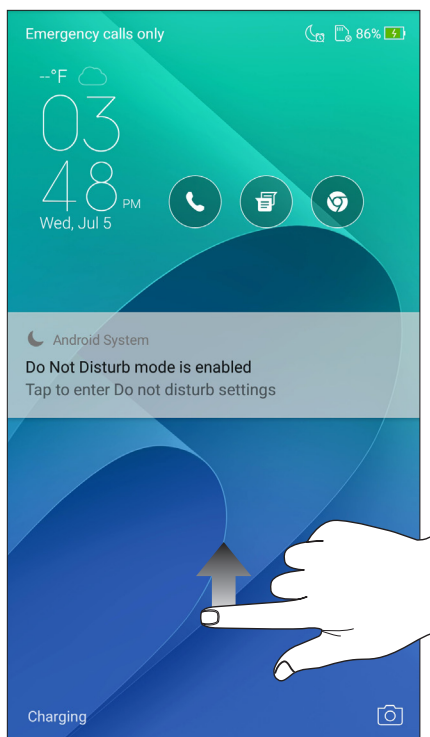 Emergency calls only 86%
--°F
03
48 PM
Wed, Jul 5
Android System
Do Not Disturb mode is enabled
Tap to enter Do not disturb settings
Charging